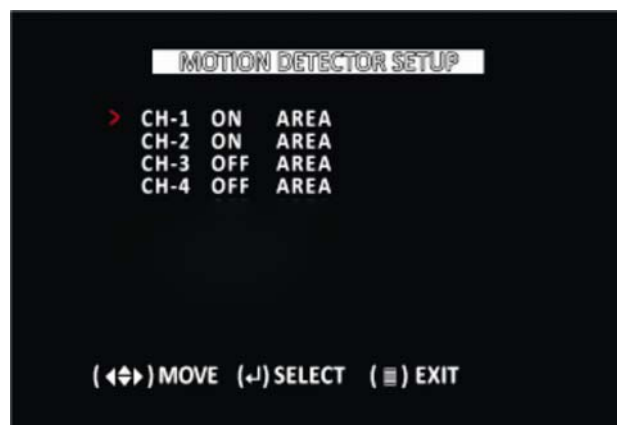 MOTION DETECTOR SETUP
> CH-1 ON AREA
CH-2 ON AREA
CH-3 OFF AREA
CH-4 OFF AREA
(◀♦▶) MOVE (↵) SELECT (≣) EXIT